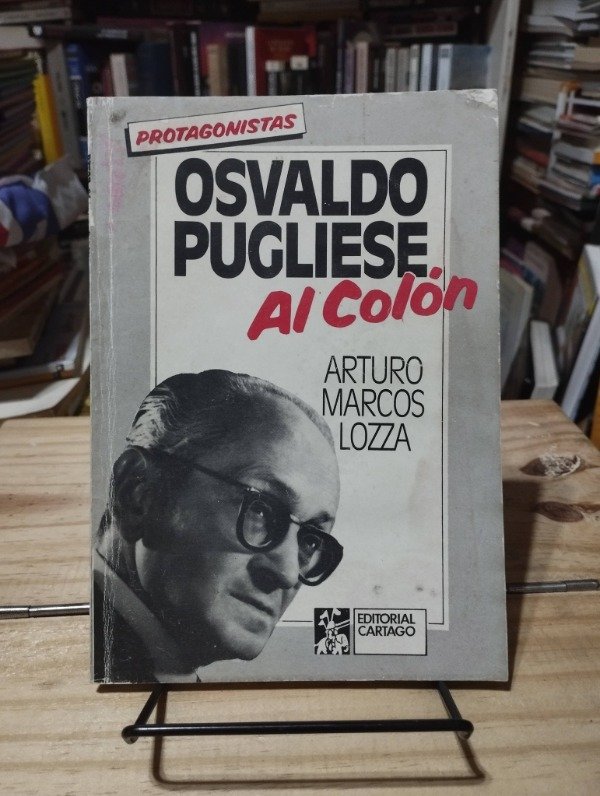 PROTAGONISTAS
OSVALDO
PUGLIESE
Al Colón
ARTURO
MARCOS
LOZZA
EDITORIAL
CARTAGO